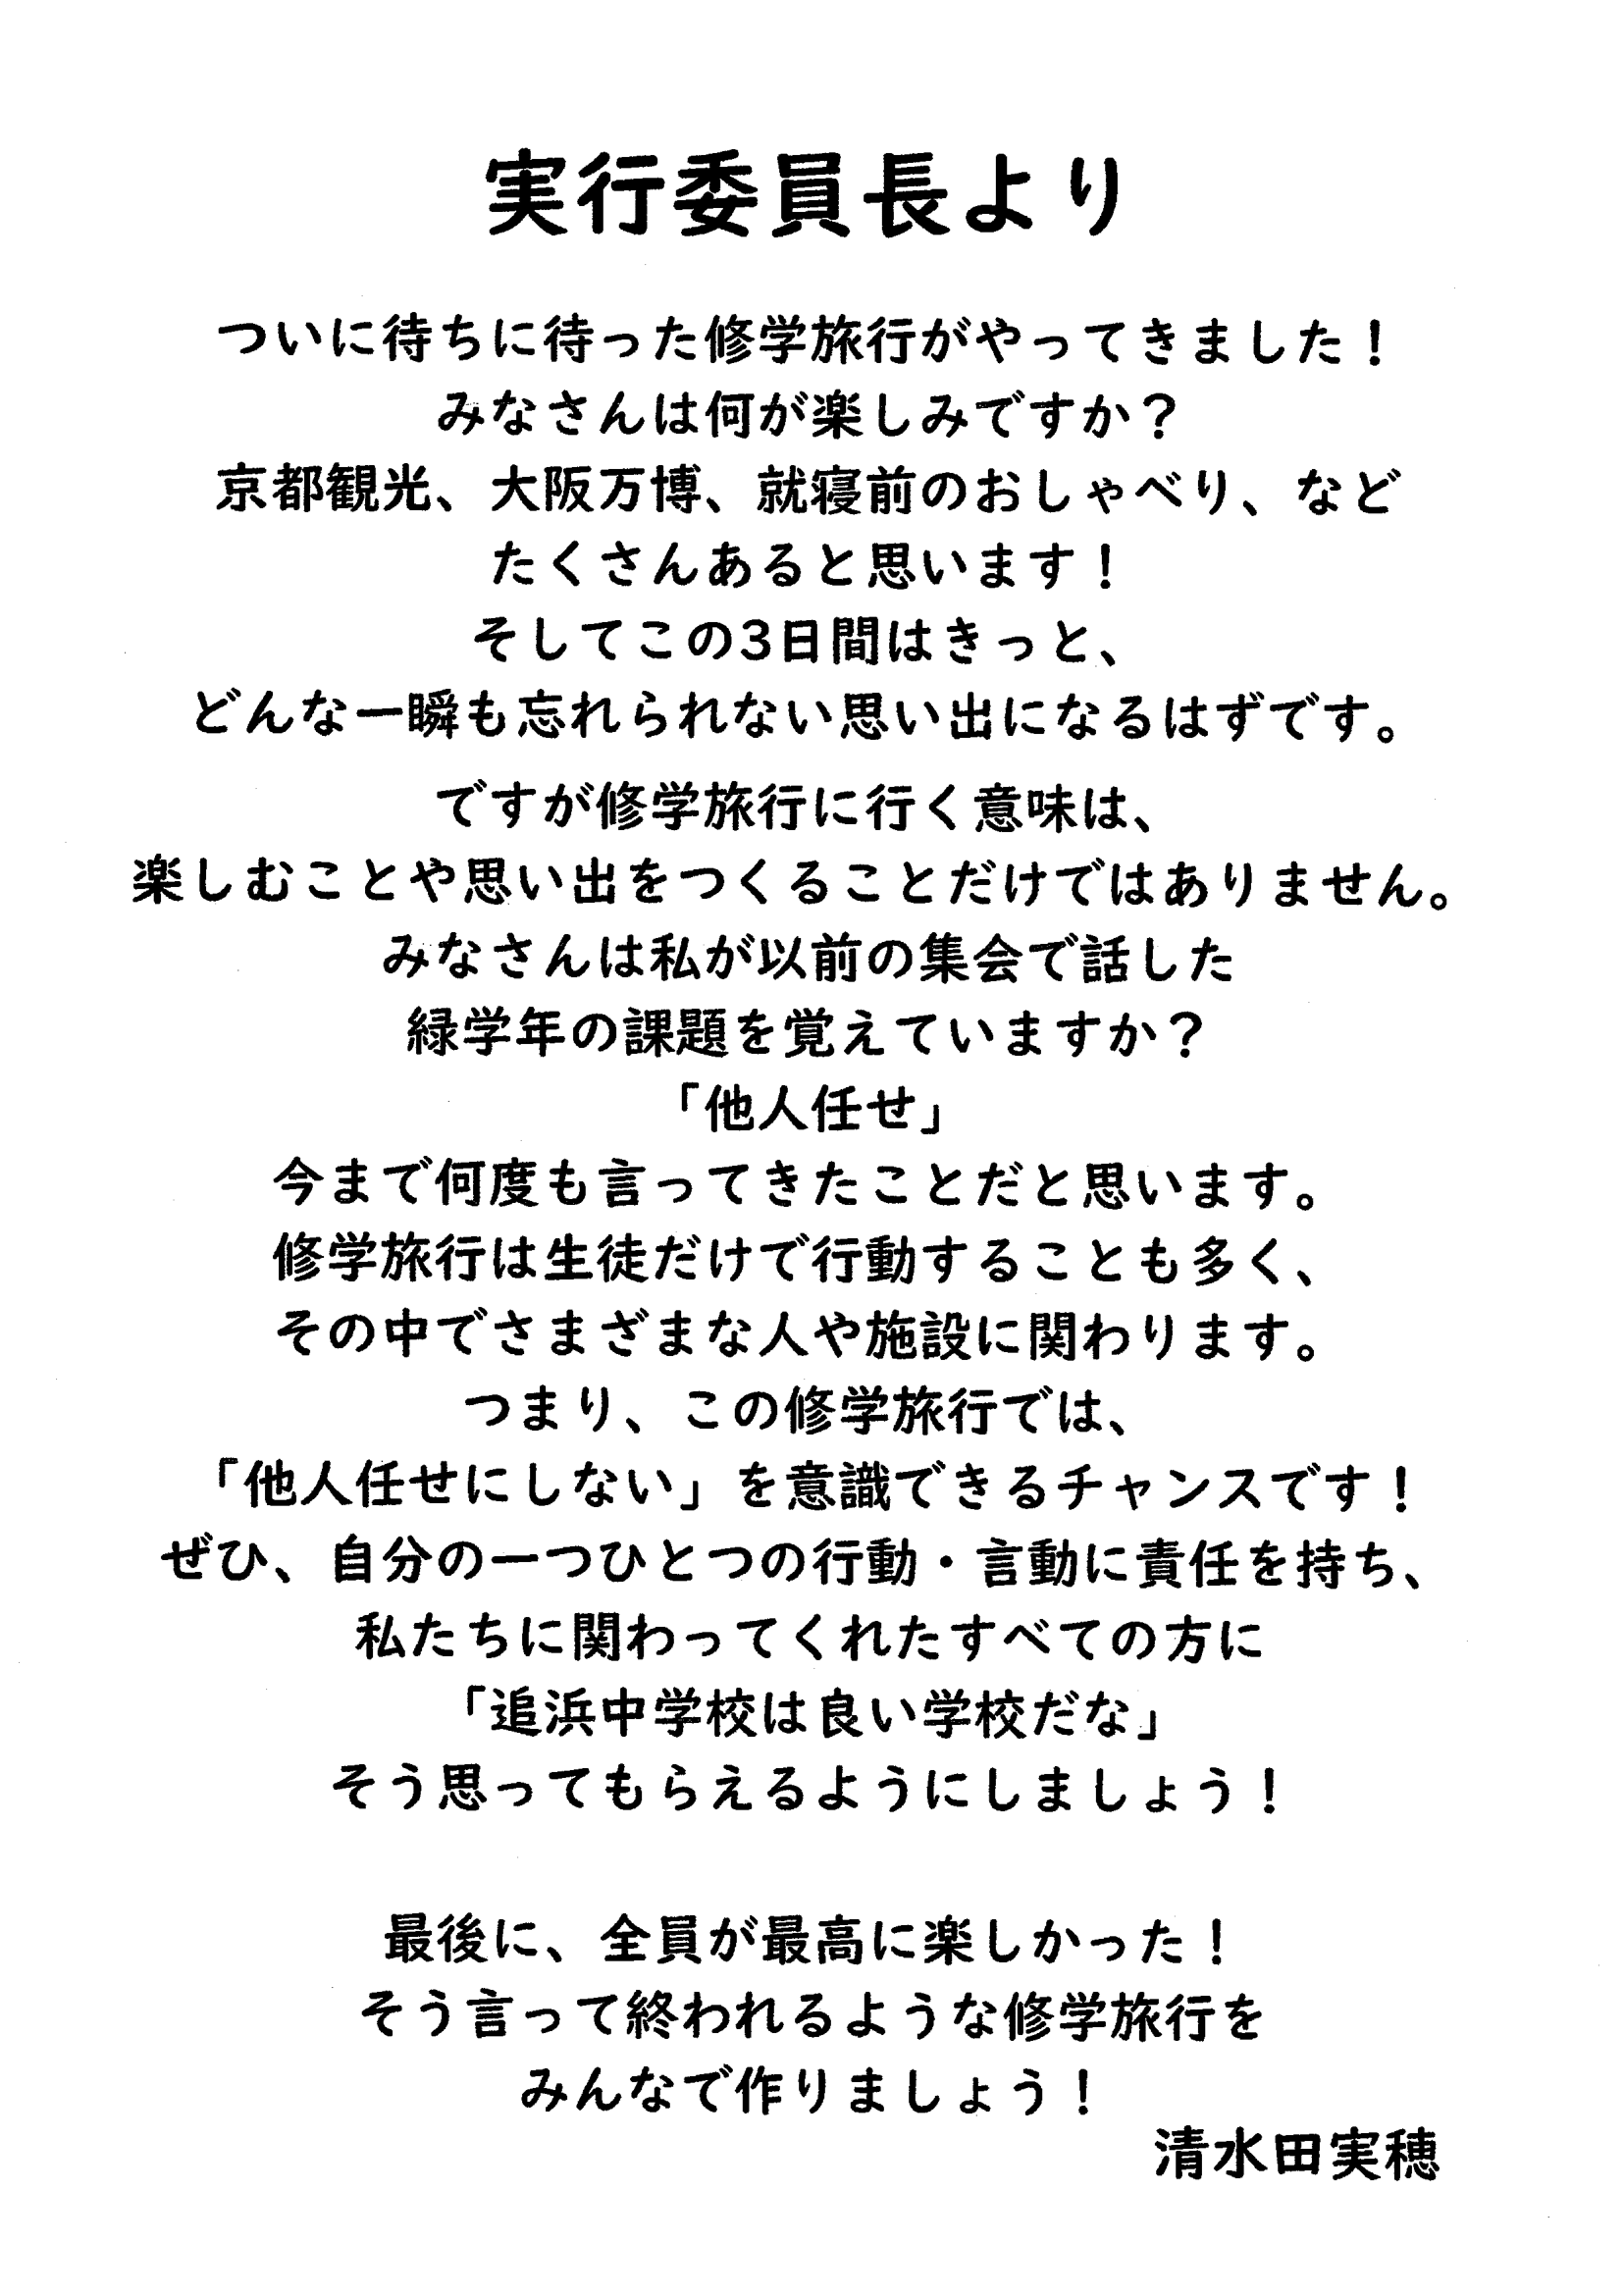 実行委員長より
ついに待ちに待った修学旅行がやってきました！
みなさんは何が楽しみですか？
京都観光、大阪万博、就寝前のおしゃべり、など
たくさんあると思います！
そしてこの3日間はきっと、
どんな一瞬も忘れられない思い出になるはずです。
ですが修学旅行に行く意味は、
楽しむことや思い出をつくることだけではありません。
みなさんは私が以前の集会で話した
緑学年の課題を覚えていますか？
「他人任せ」
今まで何度も言ってきたことだと思います。
修学旅行は生徒だけで行動することも多く、
その中でさまざまな人や施設に関わります。
つまり、この修学旅行では、
「他人任せにしない」を意識できるチャンスです！
ぜひ、自分の一つひとつの行動・言動に責任を持ち、
私たちに関わってくれたすべての方に
「追浜中学校は良い学校だな」
そう思ってもらえるようにしましょう！
最後に、全員が最高に楽しかった！
そう言って終われるような修学旅行を
みんなで作りましょう！
清水田実穂